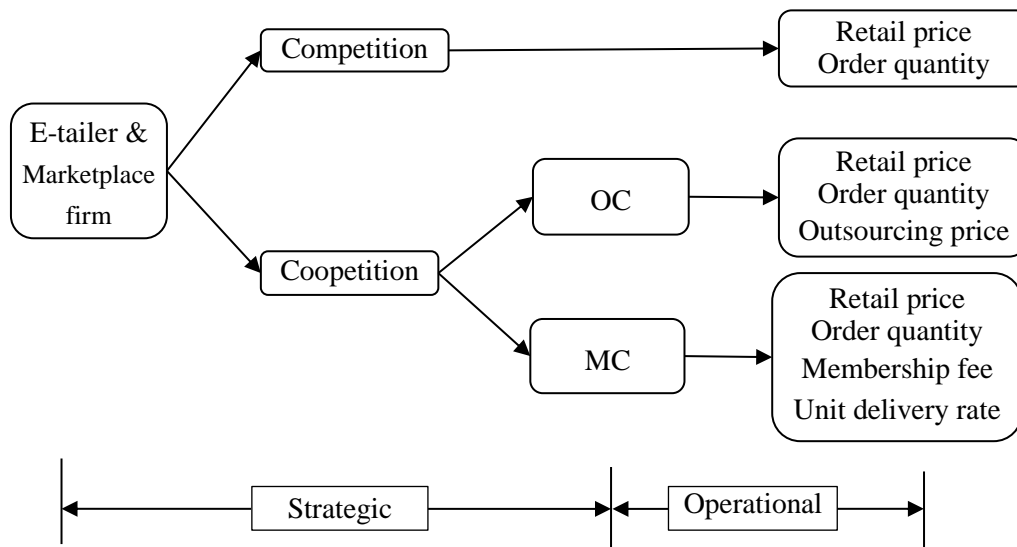 Competition
Retail price
Order quantity
E-tailer &
Marketplace
firm
OC
Retail price
Order quantity
Outsourcing price
Coopetition
MC
Retail price
Order quantity
Membership fee
Unit delivery rate
Strategic
Operational